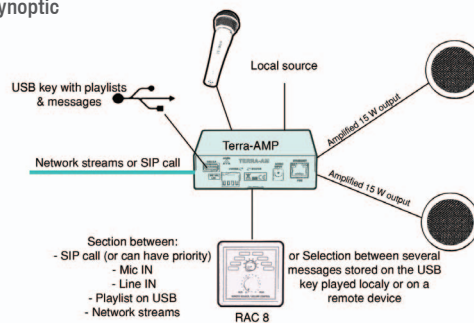 ynoptic
Local source
USB key with playlists
& messages
Amplified 15 W output
Terra-AMP
Network streams or SIP call
Amplified 15 W output
Section between:
- SIP call (or can have priority)
- Mic IN
- Line IN
- Playlist on USB
- Network streams
or Selection between several
messages stored on the USB
key played localy or on a
remote device
RAC 8